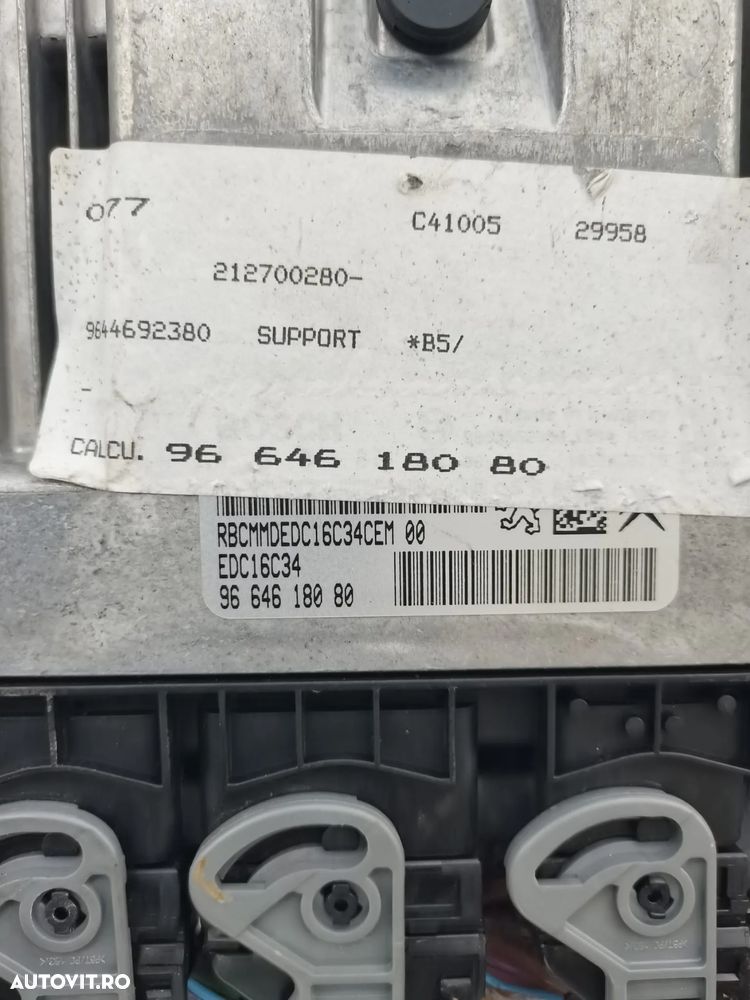 077
C41005 29958
212700280-
9644692380 SUPPORT *B5/
-
CALCU. 96 646 180 80
RBCMMDEDC16C34CEM 00
EDC16C34
96 646 180 80
AUTOVIT.RO